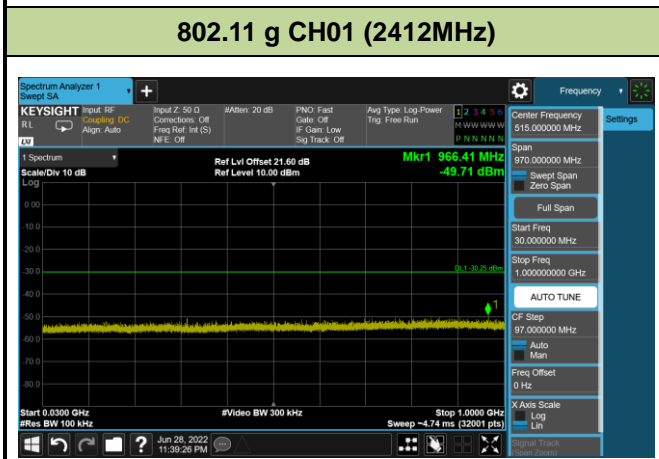 802.11 g CH01 (2412MHz)
Spectrum Analyzer 1
Swept SA
Frequency
KEYSIGHT
RL
LXI
Input: RF
Coupling: DC
Align: Auto
Input Z: 50 Ω
Corrections: Off
Freq Ref: Int (S)
NFE: Off
#Atten: 20 dB
PNO: Fast
Gate: Off
IF Gain: Low
Sig Track: Off
Avg Type: Log-Power
Trig: Free Run
1 2 3 4 5 6
M W W W W W
P N N N N N
1 Spectrum
Scale/Div 10 dB
Ref Lvl Offset 21.60 dB
Ref Level 10.00 dBm
Mkr1 966.41 MHz
-49.71 dBm
Log
0.00
-10.0
-20.0
-30.0
-40.0
-50.0
-60.0
-70.0
-80.0
DL1 -30.25 dBm
1
Start 0.0300 GHz
#Res BW 100 kHz
#Video BW 300 kHz
Stop 1.0000 GHz
Sweep ~4.74 ms (32001 pts)
Jun 28, 2022
11:39:26 PM
Center Frequency
515.000000 MHz
Settings
Span
970.000000 MHz
Swept Span
Zero Span
Full Span
Start Freq
30.000000 MHz
Stop Freq
1.000000000 GHz
AUTO TUNE
CF Step
97.000000 MHz
Auto
Man
Freq Offset
0 Hz
X Axis Scale
Log
Lin
Signal Track
(Span Zoom)